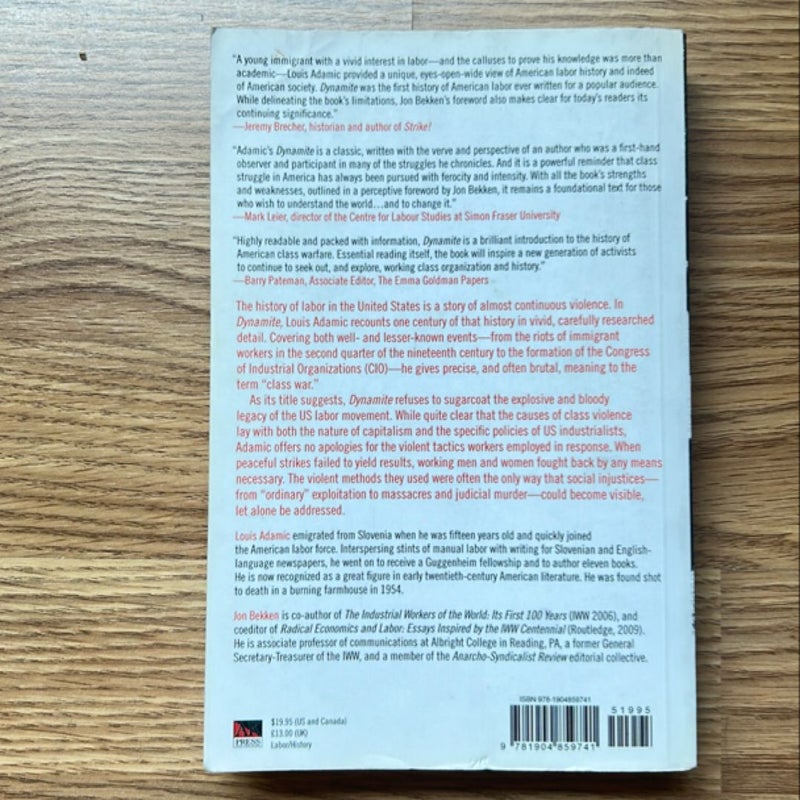 “A young immigrant with a vivid interest in labor—and the calluses to prove his knowledge was more than
academic—Louis Adamic provided a unique, eyes-open-wide view of American labor history and indeed
of American society. Dynamite was the first history of American labor ever written for a popular audience.
While delineating the book’s limitations, Jon Bekken’s foreword also makes clear for today’s readers its
continuing significance.”
—Jeremy Brecher, historian and author of Strike!
“Adamic’s Dynamite is a classic, written with the verve and perspective of an author who was a first-hand
observer and participant in many of the struggles he chronicles. And it is a powerful reminder that class
struggle in America has always been pursued with ferocity and intensity. With all the book’s strengths
and weaknesses, outlined in a perceptive foreword by Jon Bekken, it remains a foundational text for those
who wish to understand the world...and to change it.”
—Mark Leier, director of the Centre for Labour Studies at Simon Fraser University
“Highly readable and packed with information, Dynamite is a brilliant introduction to the history of
American class warfare. Essential reading itself, the book will inspire a new generation of activists
to continue to seek out, and explore, working class organization and history.”
—Barry Pateman, Associate Editor, The Emma Goldman Papers
The history of labor in the United States is a story of almost continuous violence. In
Dynamite, Louis Adamic recounts one century of that history in vivid, carefully researched
detail. Covering both well- and lesser-known events—from the riots of immigrant
workers in the second quarter of the nineteenth century to the formation of the Congress
of Industrial Organizations (CIO)—he gives precise, and often brutal, meaning to the
term “class war.”
As its title suggests, Dynamite refuses to sugarcoat the explosive and bloody
legacy of the US labor movement. While quite clear that the causes of class violence
lay with both the nature of capitalism and the specific policies of US industrialists,
Adamic offers no apologies for the violent tactics workers employed in response. When
peaceful strikes failed to yield results, working men and women fought back by any means
necessary. The violent methods they used were often the only way that social injustices—
from “ordinary” exploitation to massacres and judicial murder—could become visible,
let alone be addressed.
Louis Adamic emigrated from Slovenia when he was fifteen years old and quickly joined
the American labor force. Interspersing stints of manual labor with writing for Slovenian and English-
language newspapers, he went on to receive a Guggenheim fellowship and to author eleven books.
He is now recognized as a great figure in early twentieth-century American literature. He was found shot
to death in a burning farmhouse in 1954.
Jon Bekken is co-author of The Industrial Workers of the World: Its First 100 Years (IWW 2006), and
coeditor of Radical Economics and Labor: Essays Inspired by the IWW Centennial (Routledge, 2009).
He is associate professor of communications at Albright College in Reading, PA, a former General
Secretary-Treasurer of the IWW, and a member of the Anarcho-Syndicalist Review editorial collective.
AK
PRESS
$19.95 (US and Canada)
£13.00 (UK)
Labor/History
ISBN 978-1904859741
51995
9 781904 859741